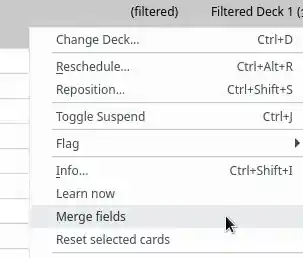 (filtered) Filtered Deck 1 (
Change Deck... Ctrl+D
Reschedule... Ctrl+Alt+R
Reposition... Ctrl+Shift+S
Toggle Suspend Ctrl+J
Flag
Info... Ctrl+Shift+I
Learn now
Merge fields
Reset selected cards